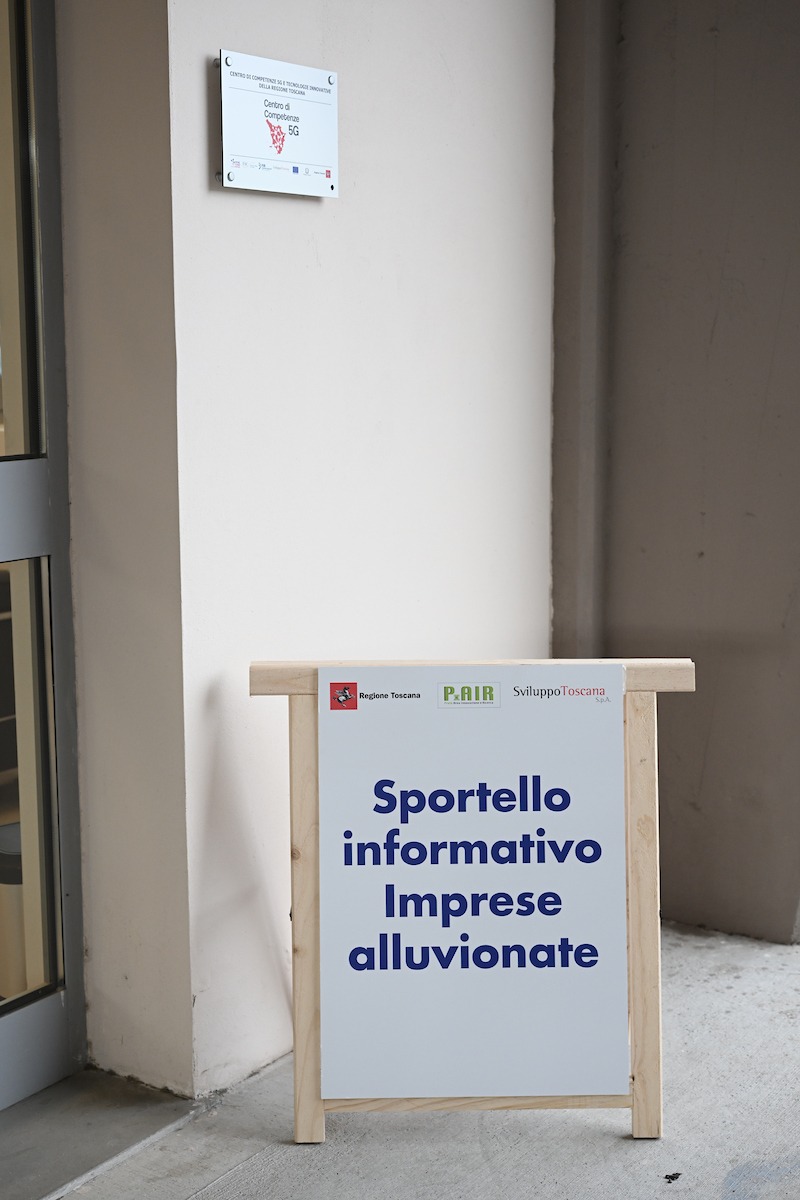 CENTRO DI COMPETENZE 5G E TECNOLOGIE INNOVATIVE
DELLA REGIONE TOSCANA
Centro di
Competenze
5G
Regione Toscana
P AIR
SviluppoToscana
S.p.A.
Sportello
informativo
Imprese
alluvionate